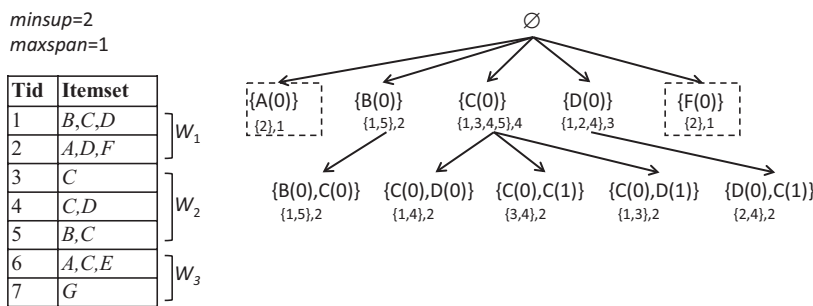 minsup=2
maxspan=1
Tid Itemset
1 B,C,D
2 A,D,F
3 C
4 C,D
5 B,C
6 A,C,E
7 G
W1
W2
W3
∅
{A(0)} {B(0)} {C(0)} {D(0)} {F(0)}
{2},1 {1,5},2 {1,3,4,5},4 {1,2,4},3 {2},1
{B(0),C(0)} {C(0),D(0)} {C(0),C(1)} {C(0),D(1)} {D(0),C(1)}
{1,5},2 {1,4},2 {3,4},2 {1,3},2 {2,4},2